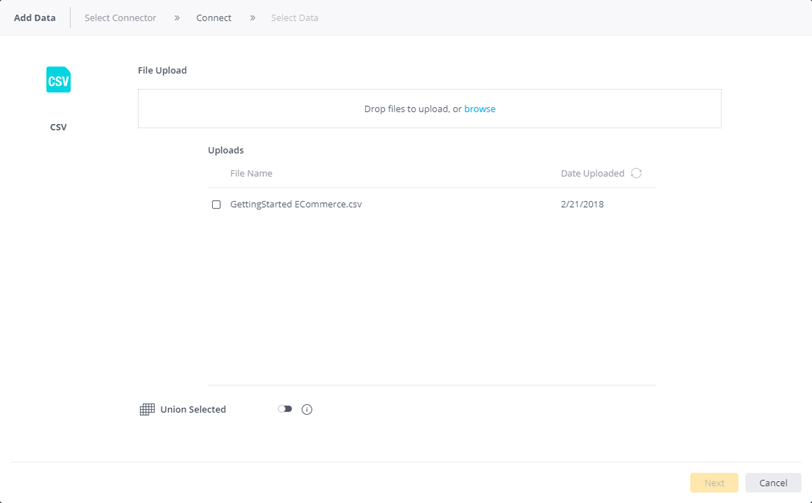 Add Data Select Connector » Connect » Select Data
CSV
CSV
File Upload
Drop files to upload, or browse
Uploads
File Name Date Uploaded
GettingStarted ECommerce.csv 2/21/2018
Union Selected
Next Cancel